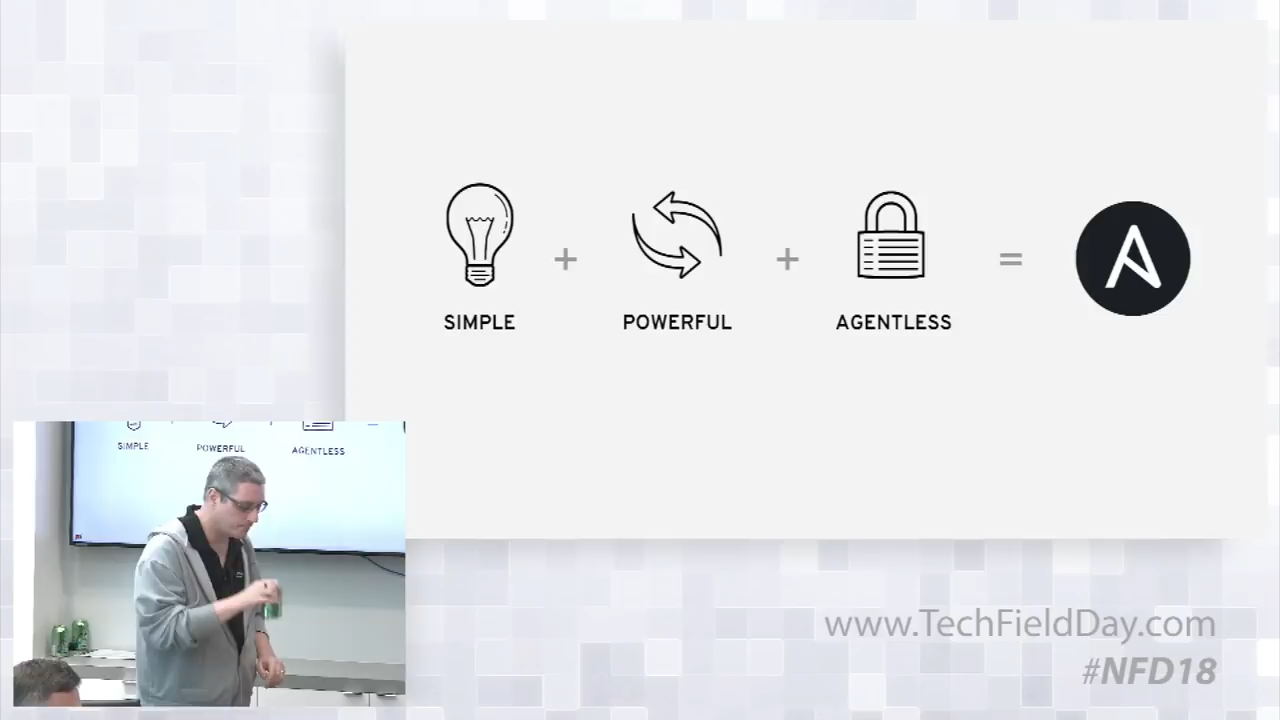 SIMPLE + POWERFUL + AGENTLESS =
SIMPLE POWERFUL AGENTLESS
www.TechFieldDay.com
#NFD18